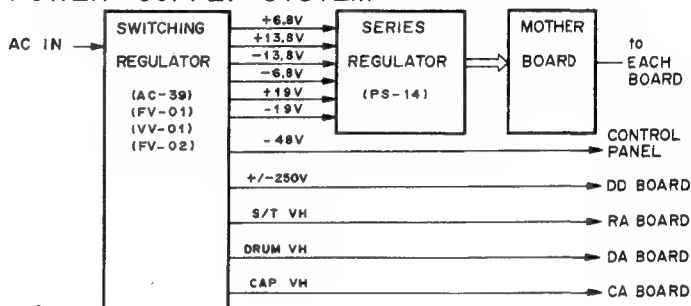 POWER SUPPLY SYSTEM
AC IN
SWITCHING
REGULATOR
(AC-39)
(FV-01)
(VV-01)
(FV-02)
+6.8V
+13.8V
-13.8V
-6.8V
+19V
-19V
SERIES
REGULATOR
(PS-14)
MOTHER
BOARD
to
EACH
BOARD
-48V
CONTROL
PANEL
+/-250V
DD BOARD
S/T VH
RA BOARD
DRUM VH
DA BOARD
CAP VH
CA BOARD